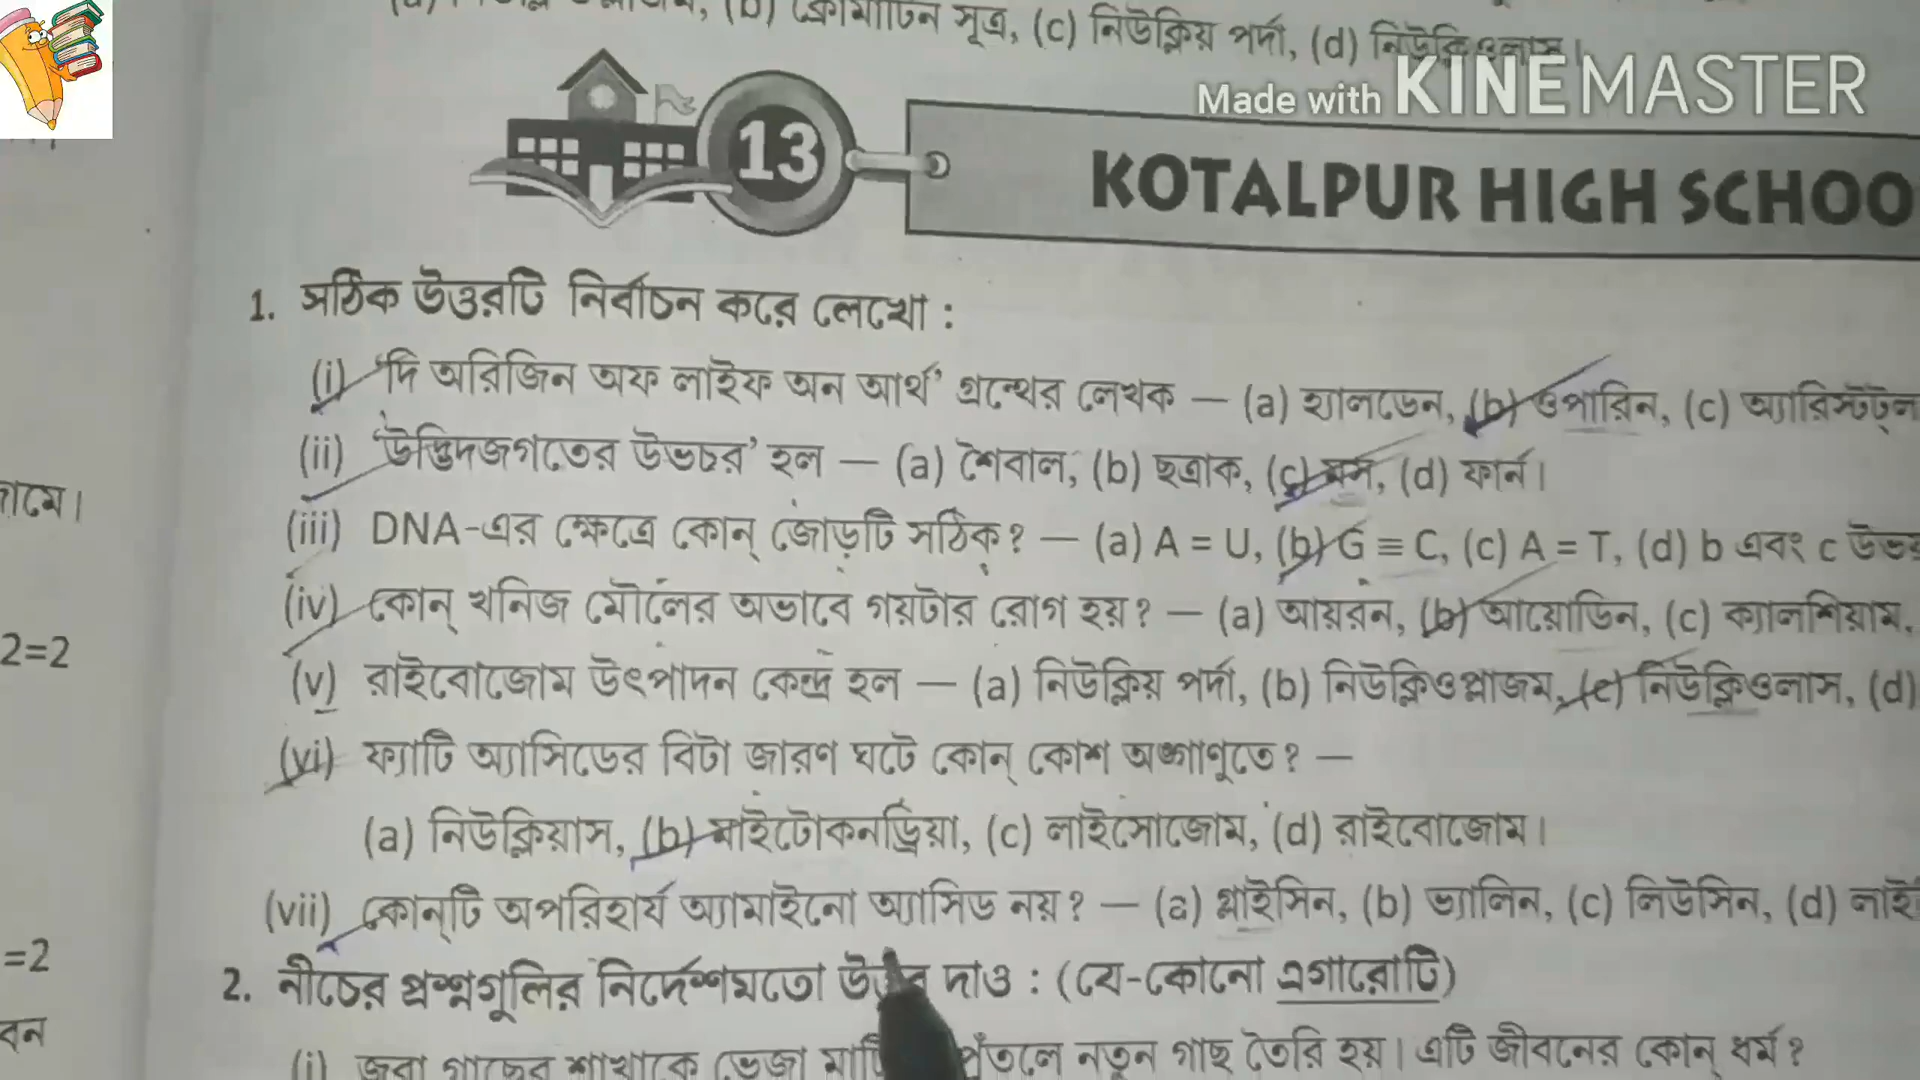 ক্রোমাটিন সূত্র, (c) নিউক্লিয় পর্দা, (d) নিউক্লিওলাস।
Made with KINEMASTER
13
KOTALPUR HIGH SCHOO
1. সঠিক উত্তরটি নির্বাচন করে লেখো :
(i) 'দি অরিজিন অফ লাইফ অন আর্থ' গ্রন্থের লেখক — (a) হ্যালডেন, (b) ওপারিন, (c) অ্যারিস্টট্ল
(ii) 'উদ্ভিদজগতের উভচর' হল — (a) শৈবাল, (b) ছত্রাক, (c) মস, (d) ফার্ন।
(iii) DNA-এর ক্ষেত্রে কোন্ জোড়টি সঠিক? — (a) A = U, (b) G ≡ C, (c) A = T, (d) b এবং c উভয়
(iv) কোন্ খনিজ মৌলের অভাবে গয়টার রোগ হয়? — (a) আয়রন, (b) আয়োডিন, (c) ক্যালশিয়াম,
(v) রাইবোজোম উৎপাদন কেন্দ্র হল — (a) নিউক্লিয় পর্দা, (b) নিউক্লিওপ্লাজম, (c) নিউক্লিওলাস, (d)
(vi) ফ্যাটি অ্যাসিডের বিটা জারণ ঘটে কোন্ কোশ অঙ্গাণুতে? —
(a) নিউক্লিয়াস, (b) মাইটোকনড্রিয়া, (c) লাইসোজোম, (d) রাইবোজোম।
(vii) কোন্‌টি অপরিহার্য অ্যামাইনো অ্যাসিড নয়? — (a) গ্লাইসিন, (b) ভ্যালিন, (c) লিউসিন, (d) লাই
2. নীচের প্রশ্নগুলির নির্দেশমতো উত্তর দাও : (যে-কোনো এগারোটি)
(i) জবা গাছের শাখাকে ভেজা মাটি পুঁতলে নতুন গাছ তৈরি হয়। এটি জীবনের কোন্ ধর্ম?
2=2
=2